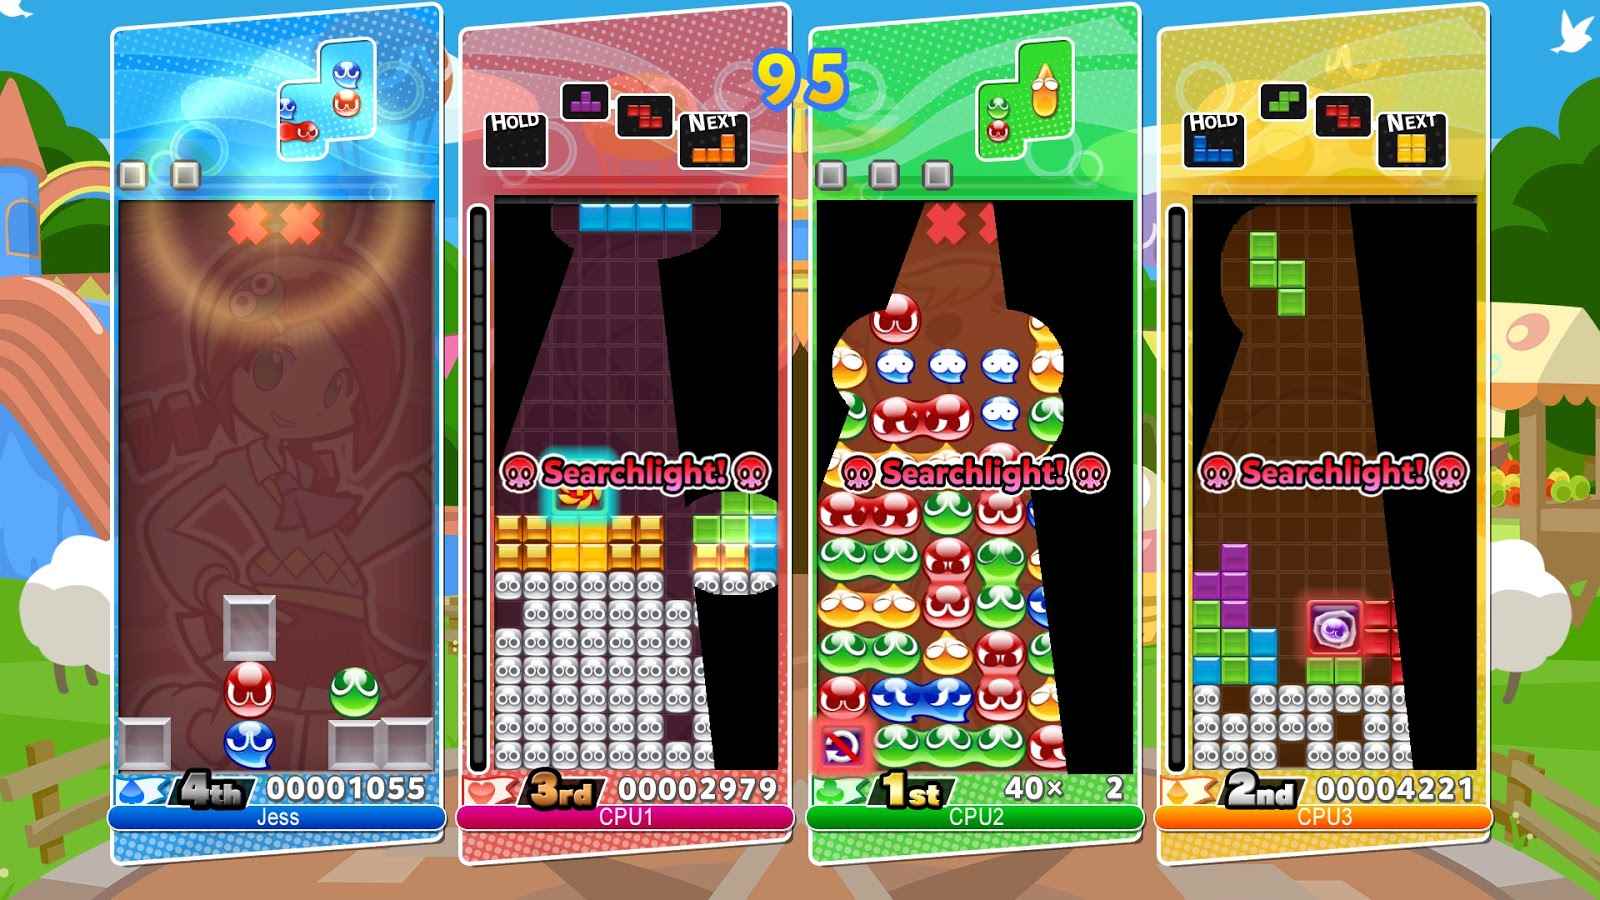 95
HOLD
NEXT
HOLD
NEXT
Searchlight!
Searchlight!
Searchlight!
4th 00001055
3rd 00002979
1st 40× 2
2nd 00004221
Jess
CPU1
CPU2
CPU3